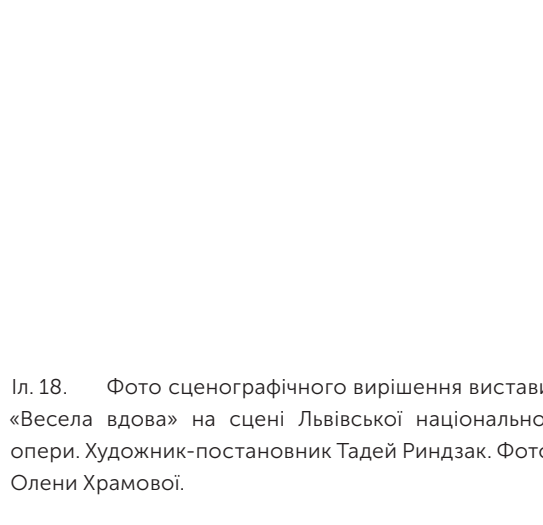 Іл. 18. Фото сценографічного вирішення вистави
«Весела вдова» на сцені Львівської національно
опери. Художник-постановник Тадей Риндзак. Фото
Олени Храмової.